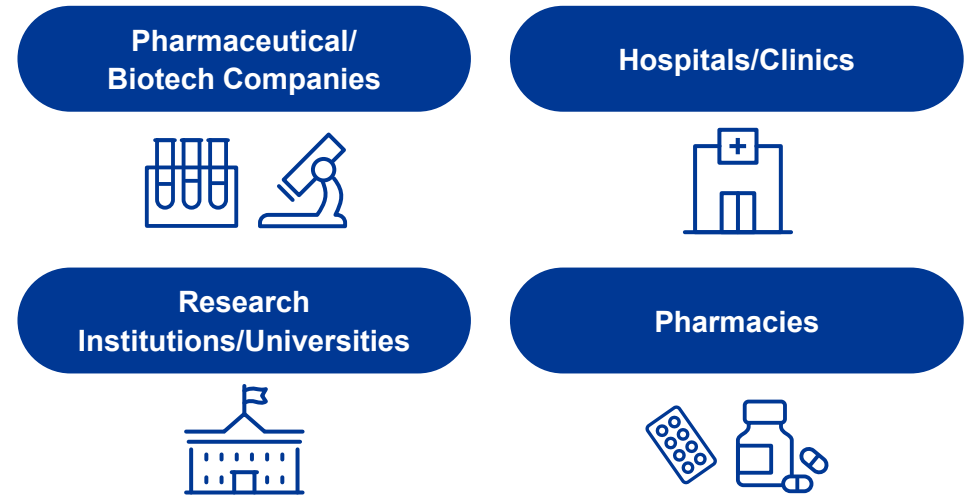 Pharmaceutical/
Biotech Companies
Hospitals/Clinics
Research
Institutions/Universities
Pharmacies